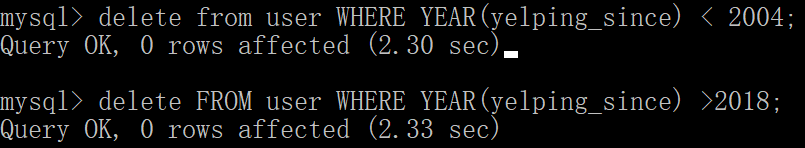 mysql> delete from user WHERE YEAR(yelping_since) < 2004;
Query OK, 0 rows affected (2.30 sec)
mysql> delete FROM user WHERE YEAR(yelping_since) >2018;
Query OK, 0 rows affected (2.33 sec)